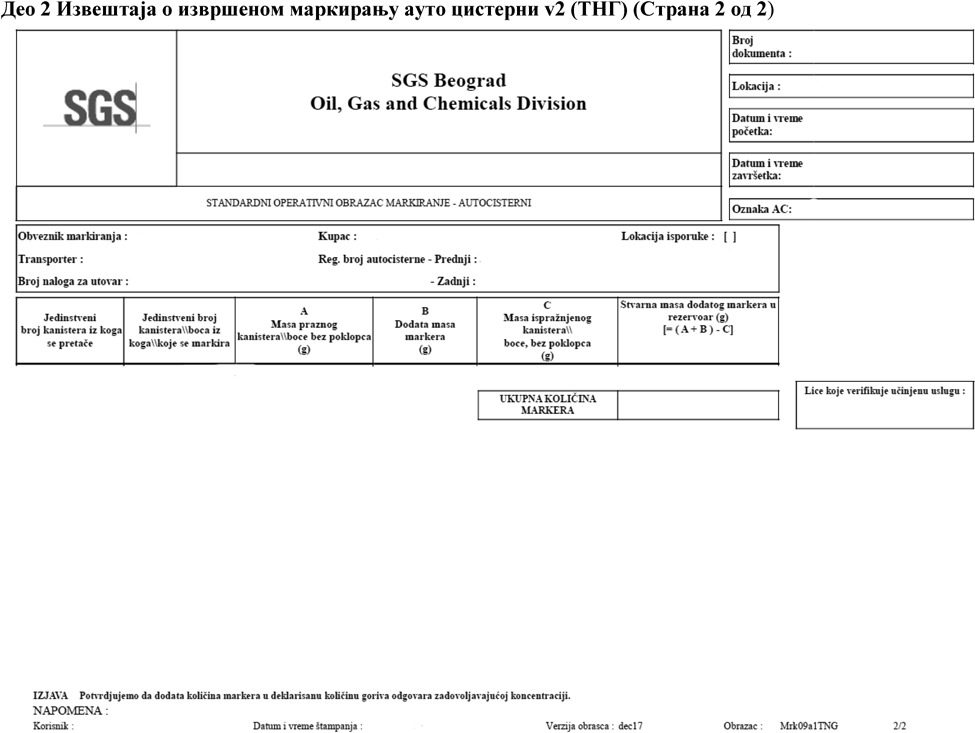 Део 2 Извештаја о извршеном маркирању ауто цистерни v2 (ТНГ) (Страна 2 од 2)
SGS
SGS Beograd
Oil, Gas and Chemicals Division
STANDARDNI OPERATIVNI OBRAZAC MARKIRANJE - AUTOCISTERNI
Broj
dokumenta :
Lokacija :
Datum i vreme
početka:
Datum i vreme
završetka:
Oznaka AC:
Obveznik markiranja :
Kupac :
Lokacija isporuke : [ ]
Transporter :
Reg. broj autocisterne - Prednji :
Broj naloga za utovar :
- Zadnji :
Jedinstveni
broj kanistera iz koga
se pretače
Jedinstveni broj
kanistera\\boca iz
koga\\koje se markira
A
Masa praznog
kanistera\\boce bez poklopca
(g)
B
Dodata masa
markera
(g)
C
Masa ispražnjenog
kanistera\\
boce, bez poklopca
(g)
Stvarna masa dodatog markera u
rezervoar (g)
[= ( A + B ) - C]
UKUPNA KOLIČINA
MARKERA
Lice koje verifikuje učinjenu uslugu :
IZJAVA Potvrdjujemo da dodata količina markera u deklarisanu količinu goriva odgovara zadovoljavajućoj koncentraciji.
NAPOMENA :
Korisnik :
Datum i vreme štampanja :
Verzija obrasca : dec17
Obrazac : Mrk09a1TNG
2/2